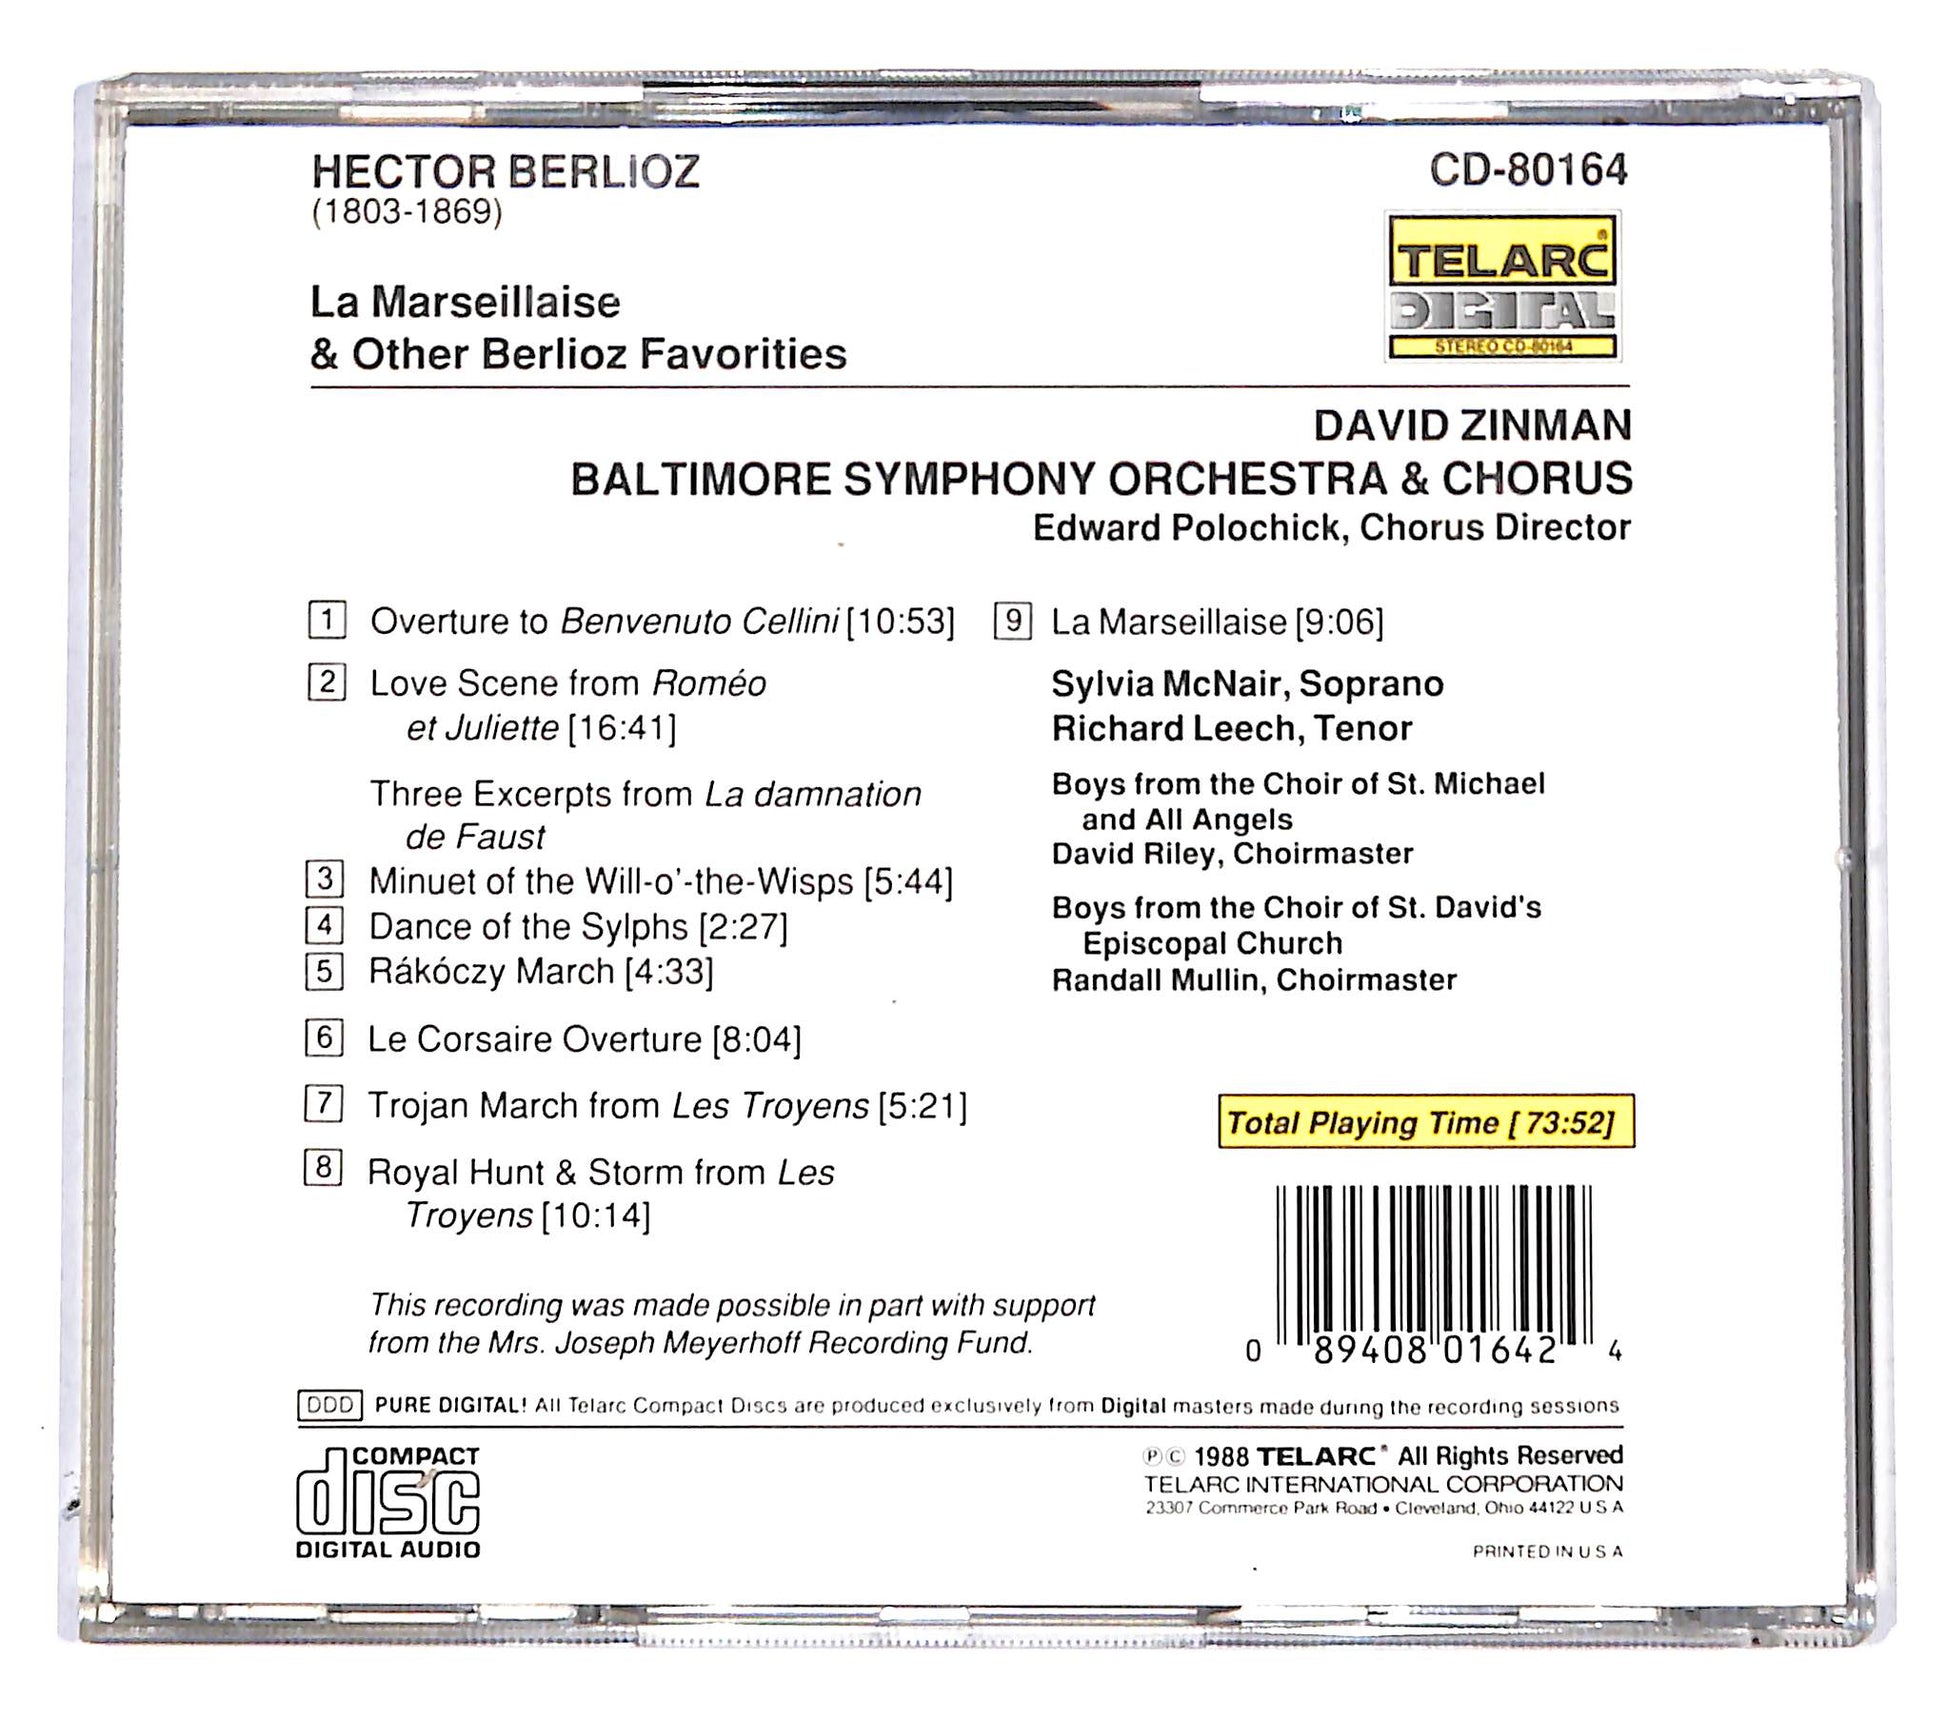 HECTOR BERLIOZ
(1803-1869)
CD-80164
TELARC®
DIGITAL
STEREO CD-80164
La Marseillaise
& Other Berlioz Favorities
DAVID ZINMAN
BALTIMORE SYMPHONY ORCHESTRA & CHORUS
Edward Polochick, Chorus Director
1 Overture to Benvenuto Cellini [10:53]
2 Love Scene from Roméo
et Juliette [16:41]
Three Excerpts from La damnation
de Faust
3 Minuet of the Will-o'-the-Wisps [5:44]
4 Dance of the Sylphs [2:27]
5 Rákóczy March [4:33]
6 Le Corsaire Overture [8:04]
7 Trojan March from Les Troyens [5:21]
8 Royal Hunt & Storm from Les
Troyens [10:14]
9 La Marseillaise [9:06]
Sylvia McNair, Soprano
Richard Leech, Tenor
Boys from the Choir of St. Michael
and All Angels
David Riley, Choirmaster
Boys from the Choir of St. David's
Episcopal Church
Randall Mullin, Choirmaster
Total Playing Time [73:52]
This recording was made possible in part with support
from the Mrs. Joseph Meyerhoff Recording Fund.
0 89408 01642 4
DDD PURE DIGITAL! All Telarc Compact Discs are produced exclusively from Digital masters made during the recording sessions
COMPACT
disc
DIGITAL AUDIO
Ⓟ© 1988 TELARC® All Rights Reserved
TELARC INTERNATIONAL CORPORATION
23307 Commerce Park Road • Cleveland, Ohio 44122 U S A
PRINTED IN U S A